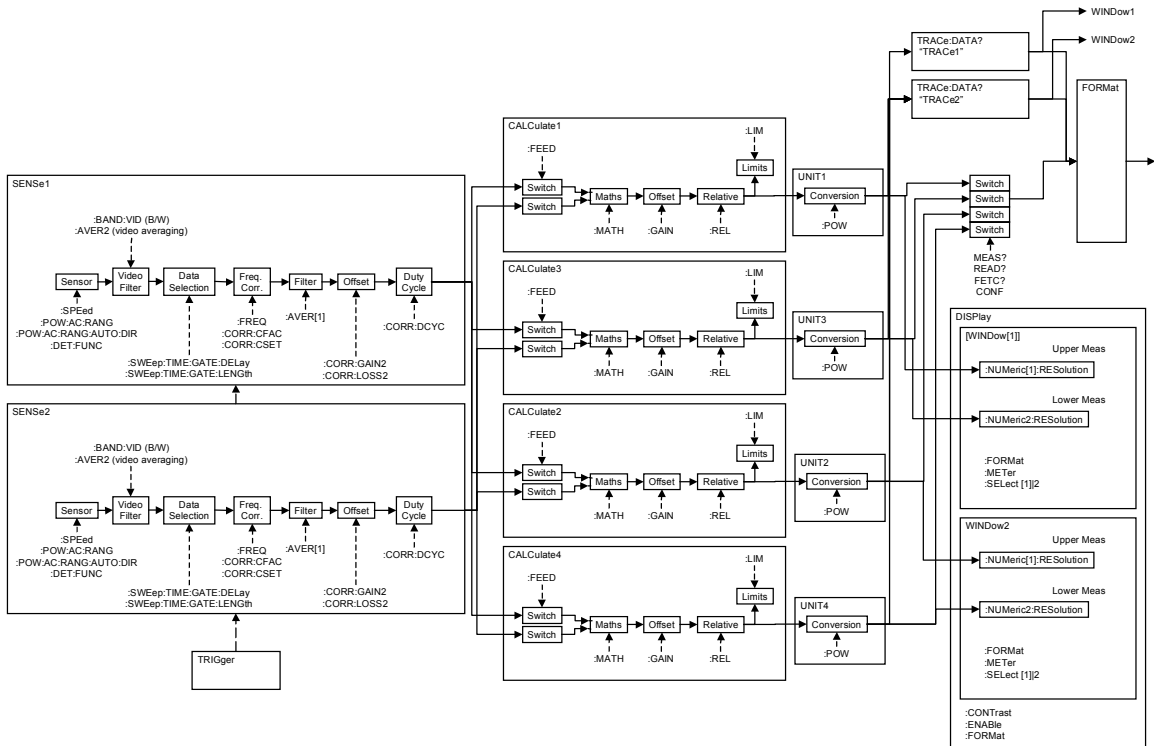 WINDow1
WINDow2
TRACe:DATA?
“TRACe1”
TRACe:DATA?
“TRACe2”
FORMat
SENSe1
:BAND:VID (B/W)
:AVER2 (video averaging)
Sensor
Video
Filter
Data
Selection
Freq.
Corr.
Filter
Offset
Duty
Cycle
:SPEed
:POW:AC:RANG
:POW:AC:RANG:AUTO:DIR
:DET:FUNC
:FREQ
:CORR:CFAC
:CORR:CSET
:AVER[1]
:CORR:DCYC
:SWEep:TIME:GATE:DELay
:SWEep:TIME:GATE:LENGth
:CORR:GAIN2
:CORR:LOSS2
SENSe2
:BAND:VID (B/W)
:AVER2 (video averaging)
Sensor
Video
Filter
Data
Selection
Freq.
Corr.
Filter
Offset
Duty
Cycle
:SPEed
:POW:AC:RANG
:POW:AC:RANG:AUTO:DIR
:DET:FUNC
:FREQ
:CORR:CFAC
:CORR:CSET
:AVER[1]
:CORR:DCYC
:SWEep:TIME:GATE:DELay
:SWEep:TIME:GATE:LENGth
:CORR:GAIN2
:CORR:LOSS2
TRIGger
CALCulate1
:FEED
:LIM
Limits
Switch
Switch
Maths
Offset
Relative
:MATH
:GAIN
:REL
UNIT1
Conversion
:POW
CALCulate3
:FEED
:LIM
Limits
Switch
Switch
Maths
Offset
Relative
:MATH
:GAIN
:REL
UNIT3
Conversion
:POW
CALCulate2
:FEED
:LIM
Limits
Switch
Switch
Maths
Offset
Relative
:MATH
:GAIN
:REL
UNIT2
Conversion
:POW
CALCulate4
:FEED
:LIM
Limits
Switch
Switch
Maths
Offset
Relative
:MATH
:GAIN
:REL
UNIT4
Conversion
:POW
Switch
Switch
Switch
Switch
MEAS?
READ?
FETC?
CONF
DISPlay
[WINDow[1]]
Upper Meas
:NUMeric[1]:RESolution
Lower Meas
:NUMeric2:RESolution
:FORMat
:METer
:SELect [1]|2
WINDow2
Upper Meas
:NUMeric[1]:RESolution
Lower Meas
:NUMeric2:RESolution
:FORMat
:METer
:SELect [1]|2
:CONTrast
:ENABle
:FORMat